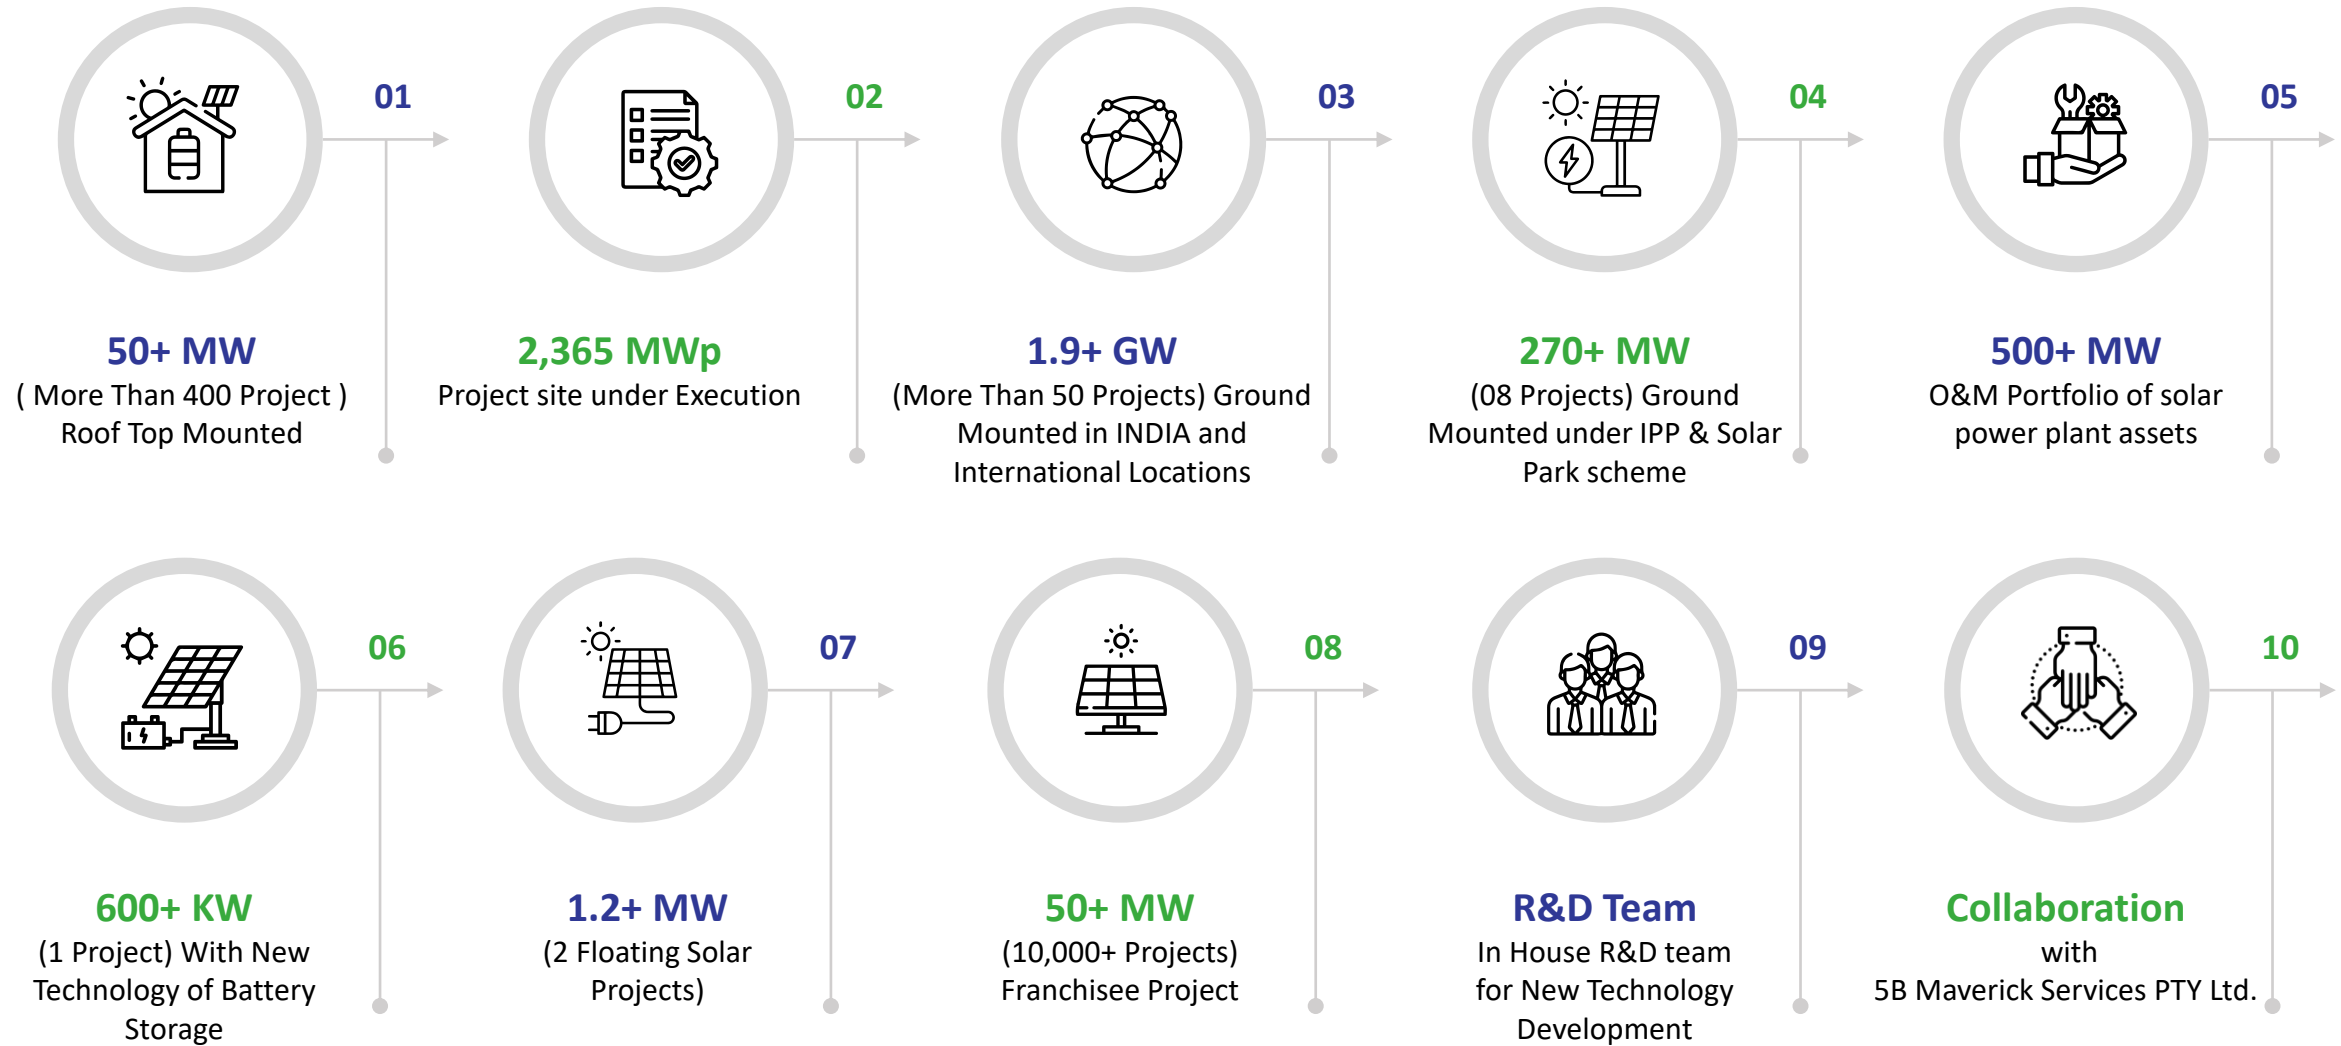 01
50+ MW
( More Than 400 Project )
Roof Top Mounted
02
2,365 MWp
Project site under Execution
03
1.9+ GW
(More Than 50 Projects) Ground
Mounted in INDIA and
International Locations
04
270+ MW
(08 Projects) Ground
Mounted under IPP & Solar
Park scheme
05
500+ MW
O&M Portfolio of solar
power plant assets
06
600+ KW
(1 Project) With New
Technology of Battery
Storage
07
1.2+ MW
(2 Floating Solar
Projects)
08
50+ MW
(10,000+ Projects)
Franchisee Project
09
R&D Team
In House R&D team
for New Technology
Development
10
Collaboration
with
5B Maverick Services PTY Ltd.